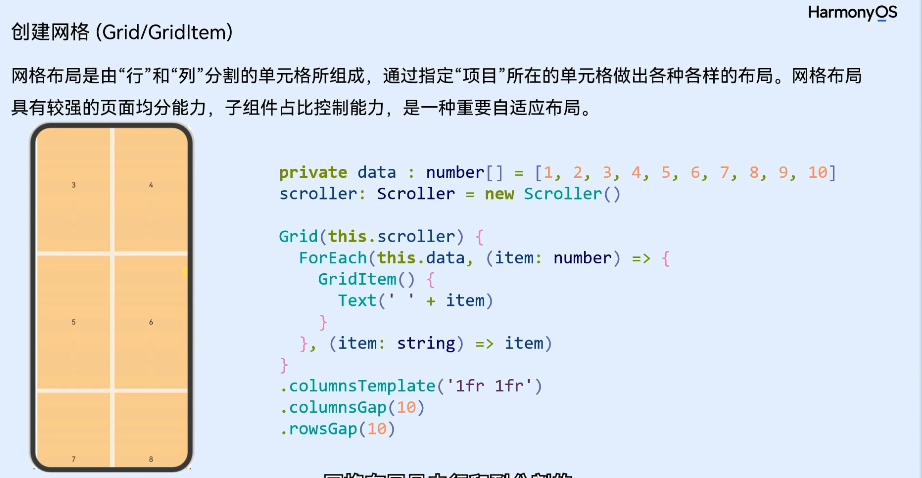 HarmonyOS
创建网格 (Grid/GridItem)
网格布局是由“行”和“列”分割的单元格所组成，通过指定“项目”所在的单元格做出各种各样的布局。网格布局
具有较强的页面均分能力，子组件占比控制能力，是一种重要自适应布局。
3 4
5 6
7 8
private data : number[] = [1, 2, 3, 4, 5, 6, 7, 8, 9, 10]
scroller: Scroller = new Scroller()
Grid(this.scroller) {
ForEach(this.data, (item: number) => {
GridItem() {
Text(' ' + item)
}
}, (item: string) => item)
}
.columnsTemplate('1fr 1fr')
.columnsGap(10)
.rowsGap(10)